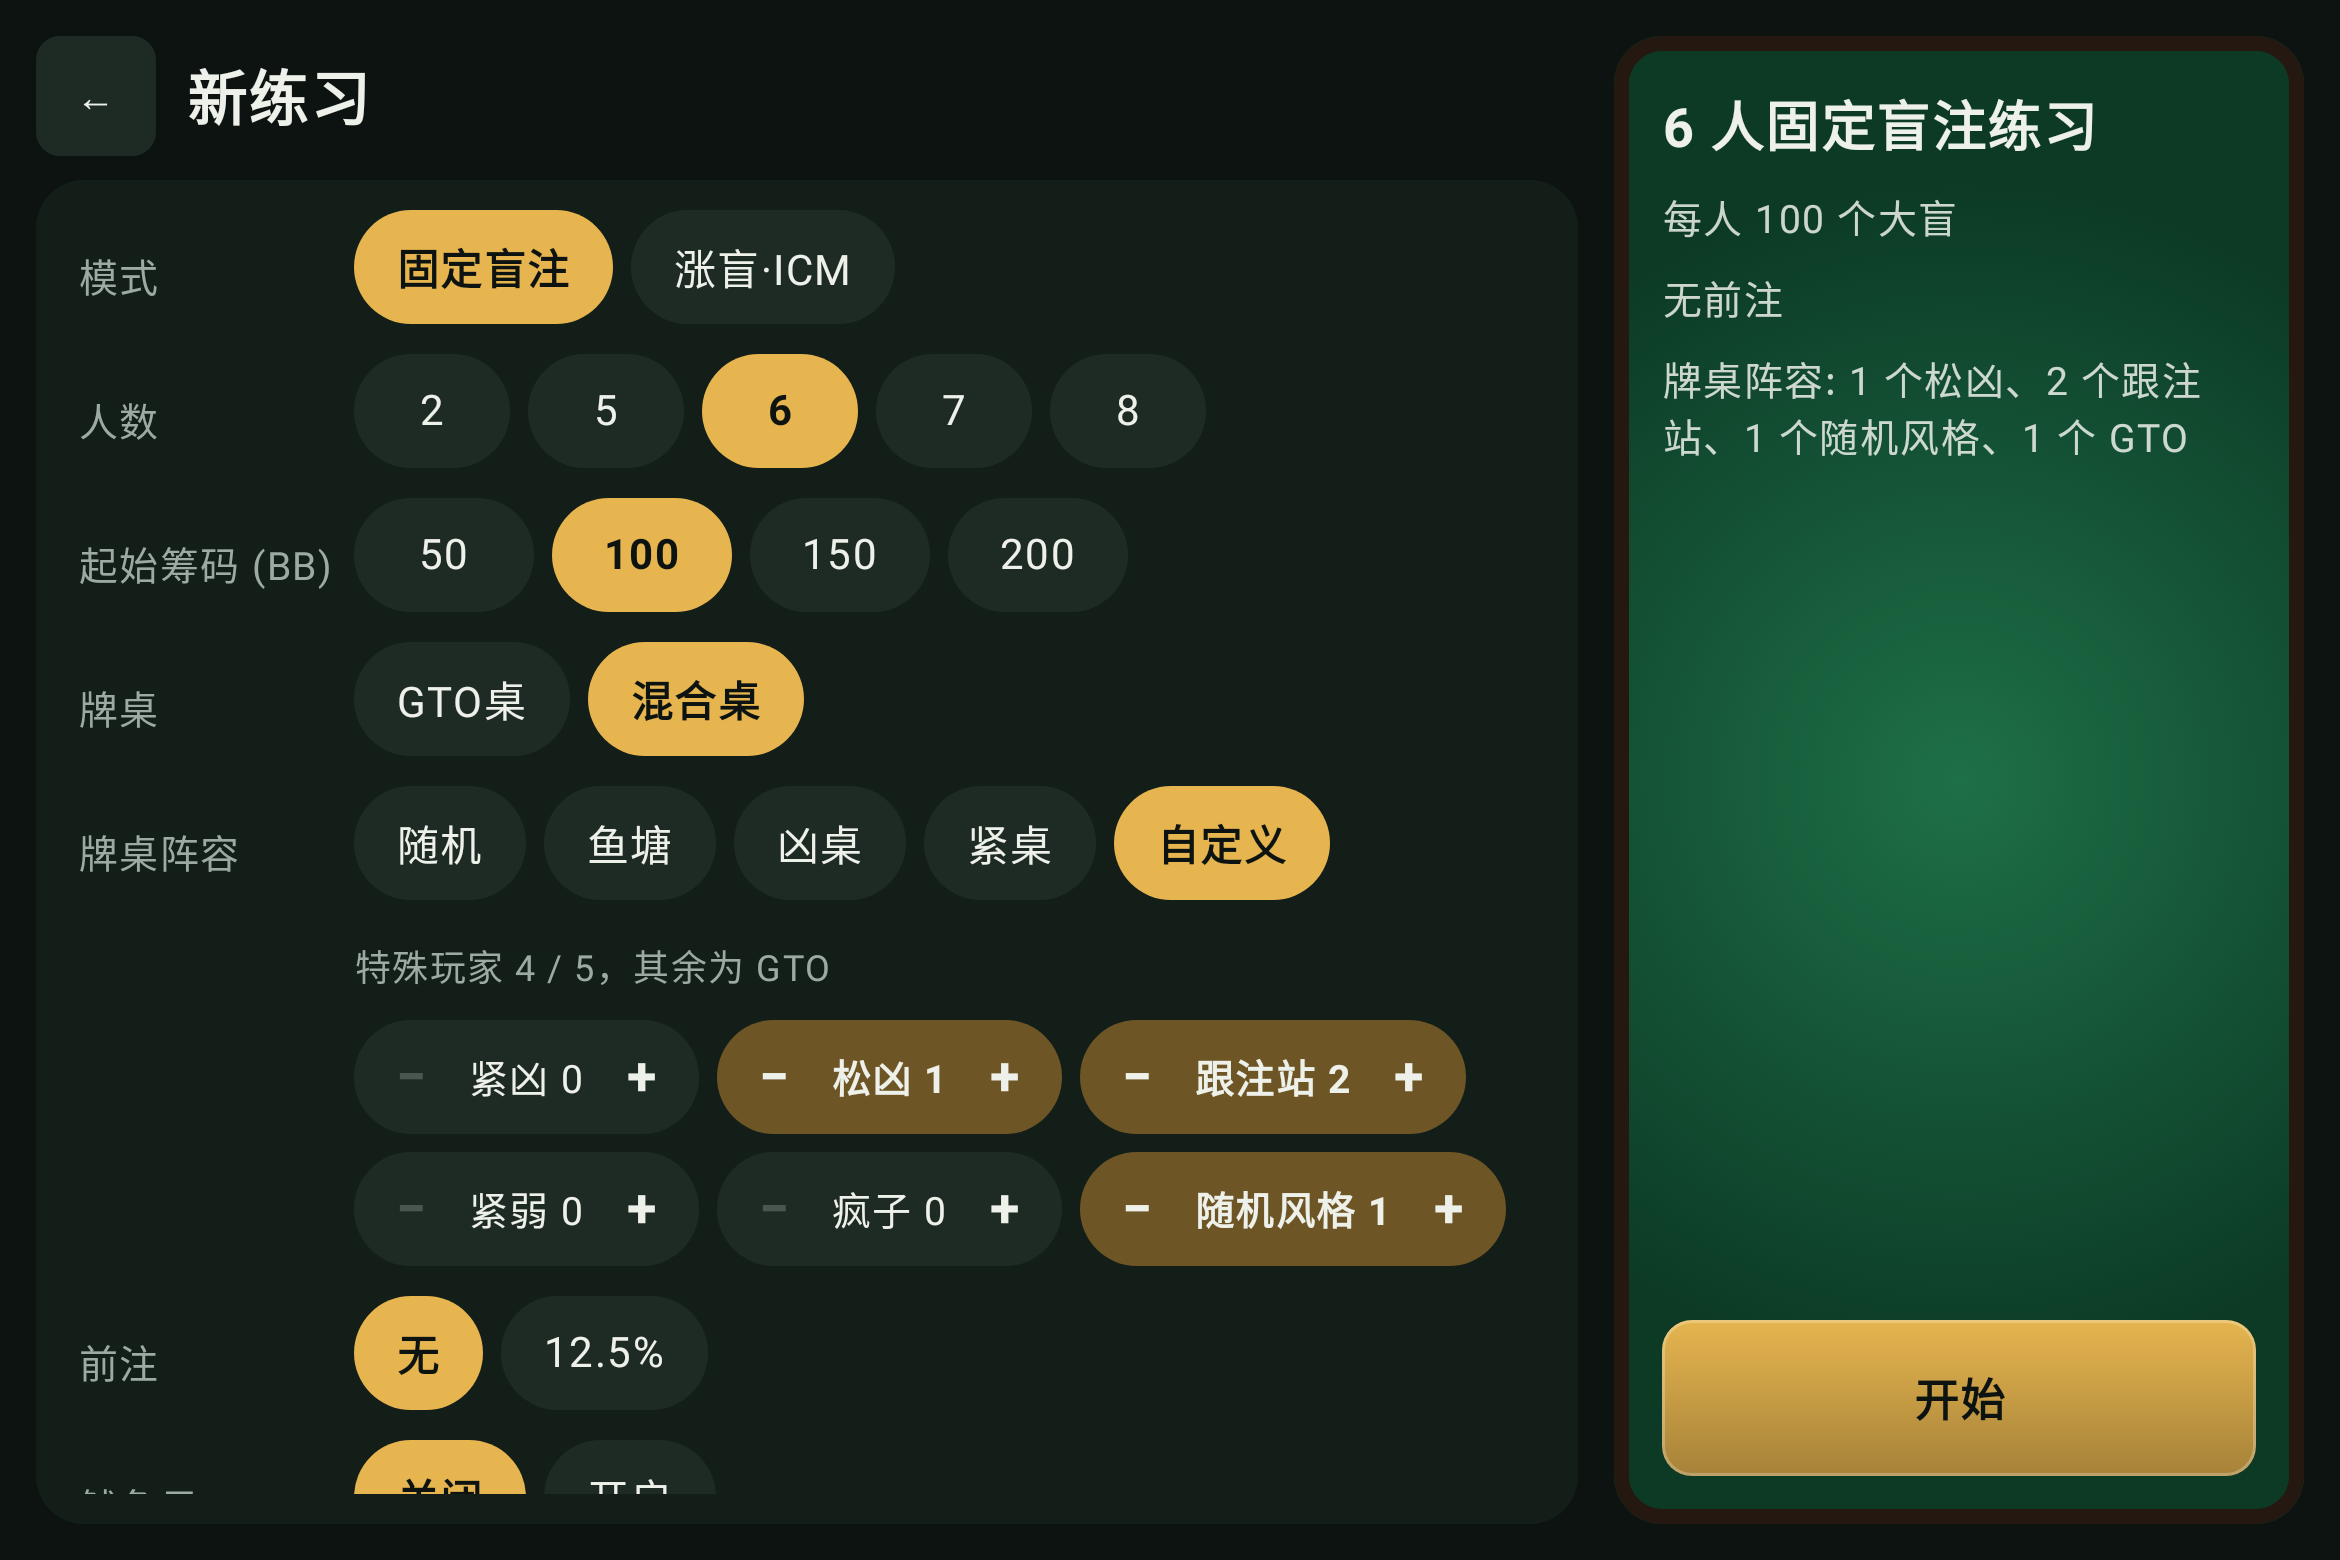 ←
新练习
模式
固定盲注
涨盲·ICM
人数
2 5 6 7 8
起始筹码 (BB)
50 100 150 200
牌桌
GTO桌
混合桌
牌桌阵容
随机 鱼塘 凶桌 紧桌 自定义
特殊玩家 4 / 5，其余为 GTO
− 紧凶 0 +
− 松凶 1 +
− 跟注站 2 +
− 紧弱 0 +
− 疯子 0 +
− 随机风格 1 +
前注
无 12.5%
关闭 开启
6 人固定盲注练习
每人 100 个大盲
无前注
牌桌阵容: 1 个松凶、2 个跟注
站、1 个随机风格、1 个 GTO
开始